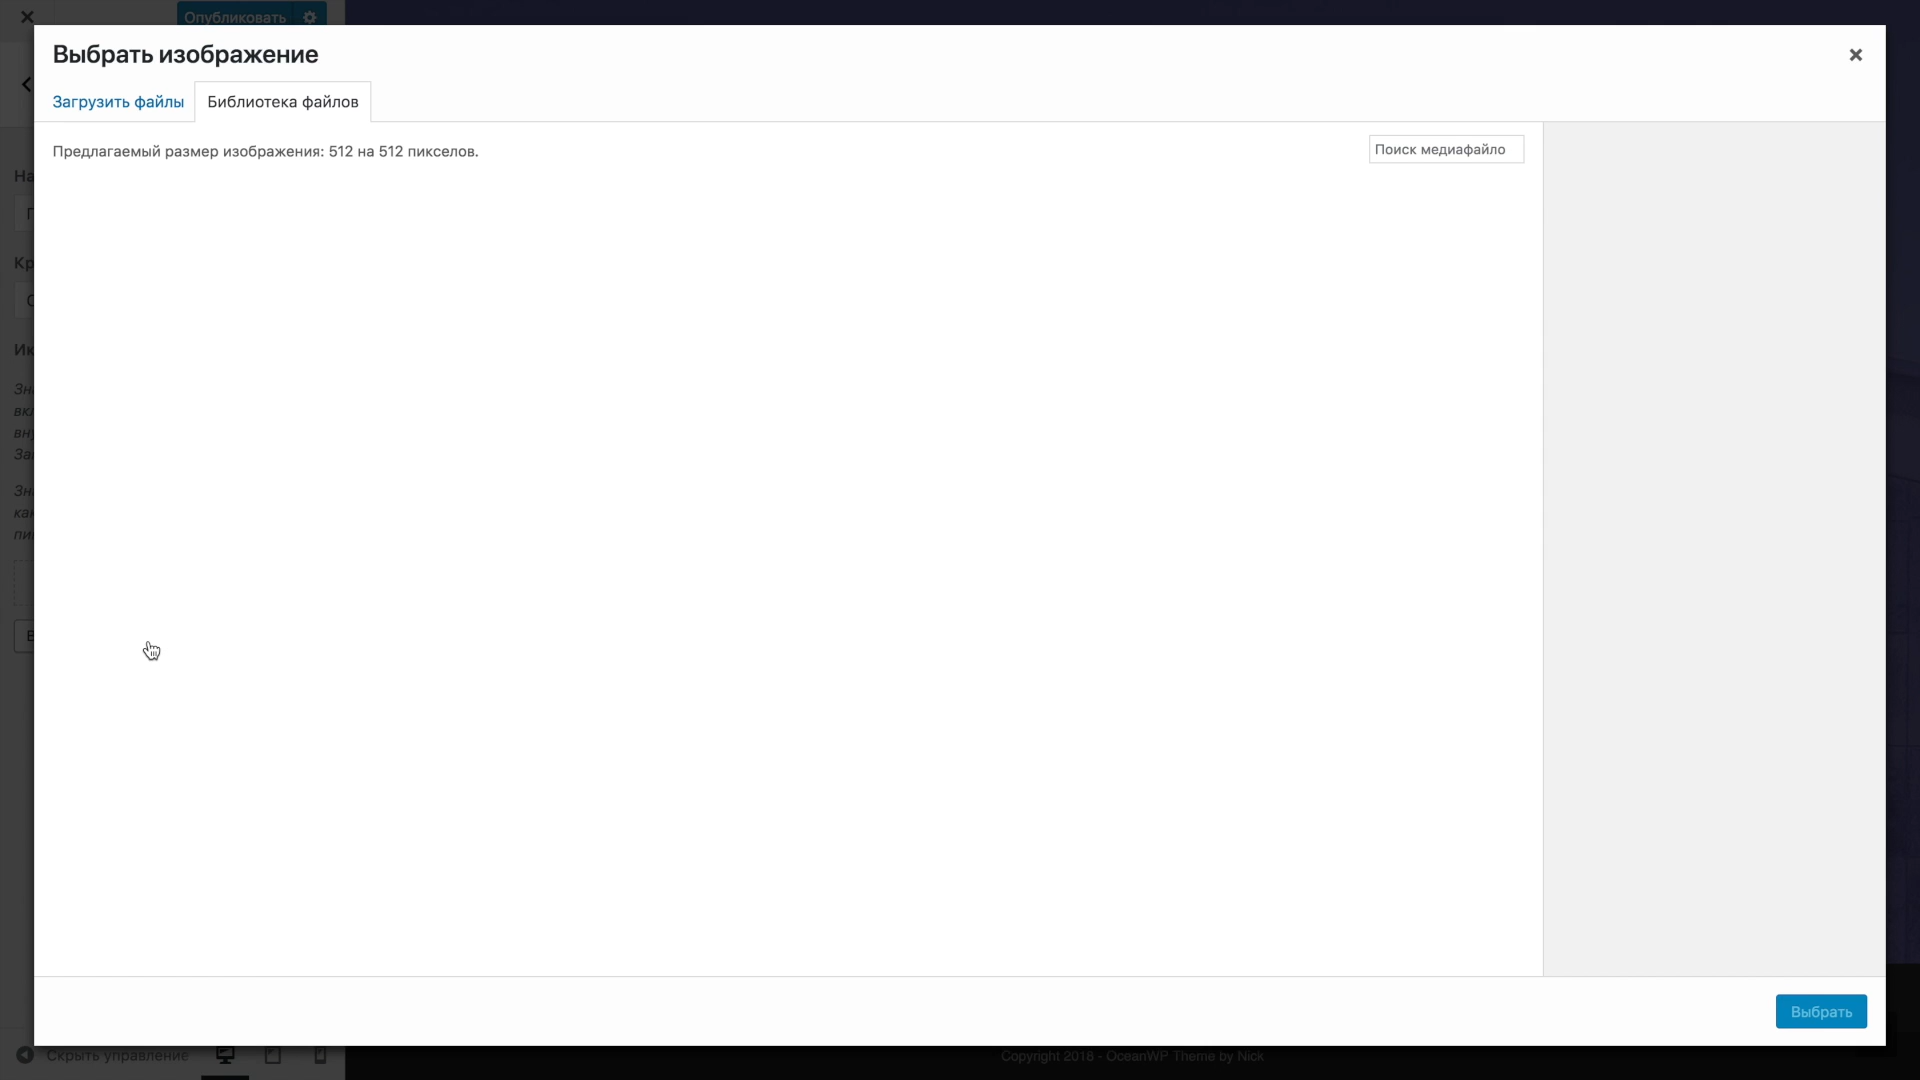 Опубликовать
Выбрать изображение
Загрузить файлы
Библиотека файлов
Предлагаемый размер изображения: 512 на 512 пикселов.
Поиск медиафайло
Выбрать
Скрыть управление
Copyright 2018 - OceanWP Theme by Nick